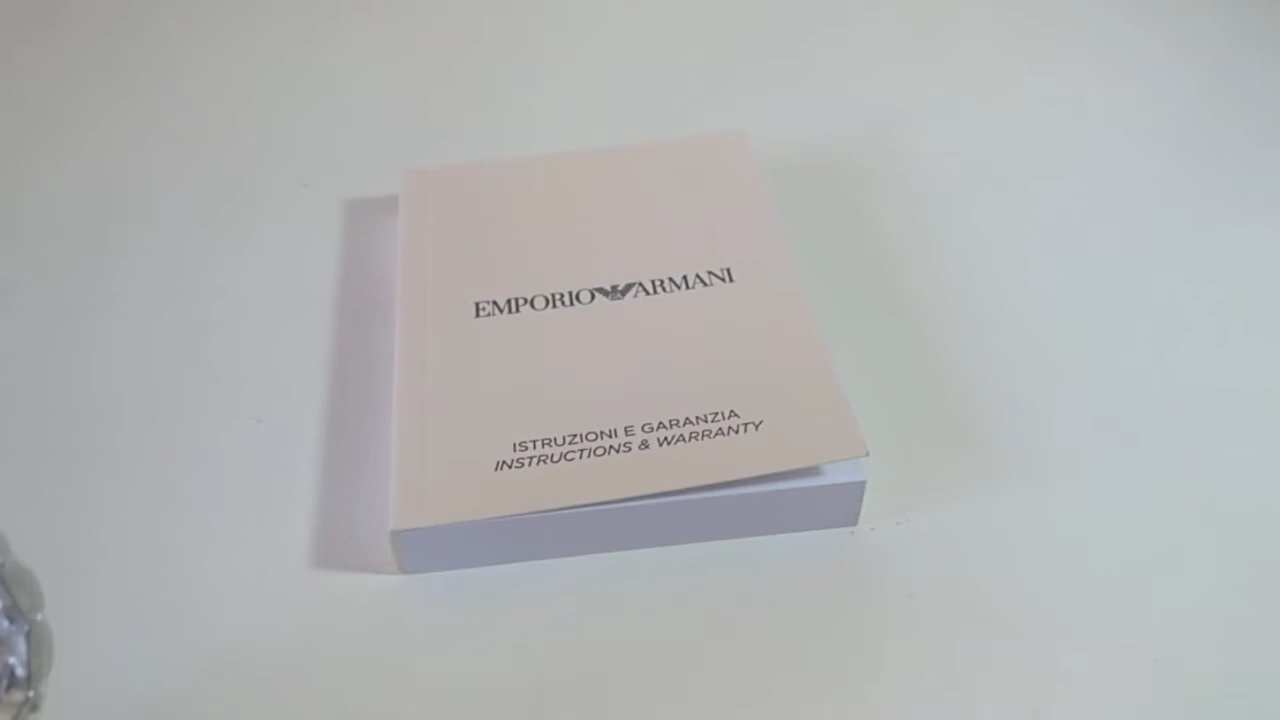 EMPORIO ARMANI
ISTRUZIONI E GARANZIA
INSTRUCTIONS & WARRANTY